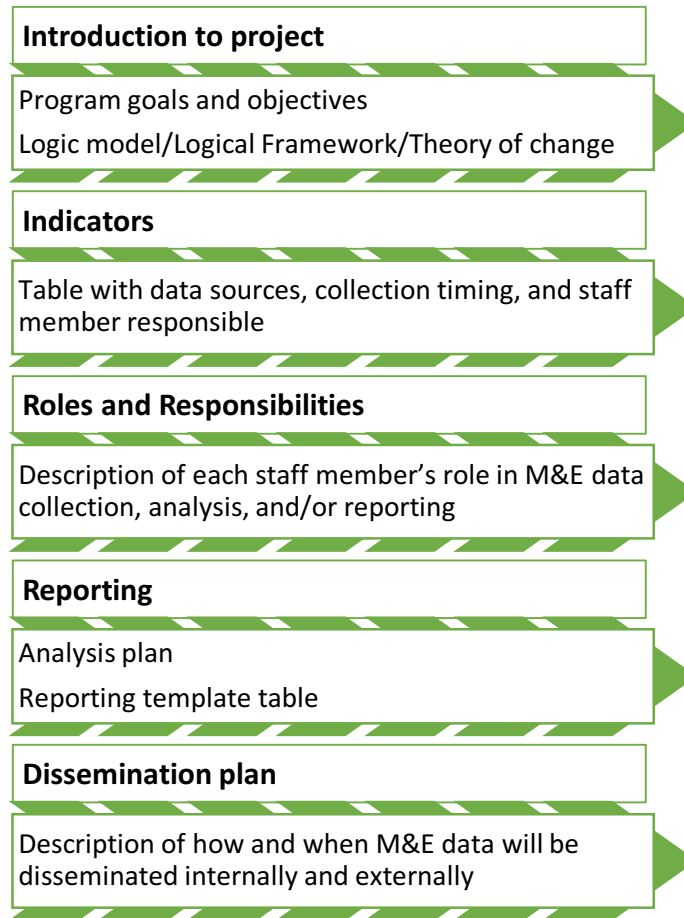 Introduction to project
Program goals and objectives
Logic model/Logical Framework/Theory of change
Indicators
Table with data sources, collection timing, and staff
member responsible
Roles and Responsibilities
Description of each staff member’s role in M&E data
collection, analysis, and/or reporting
Reporting
Analysis plan
Reporting template table
Dissemination plan
Description of how and when M&E data will be
disseminated internally and externally